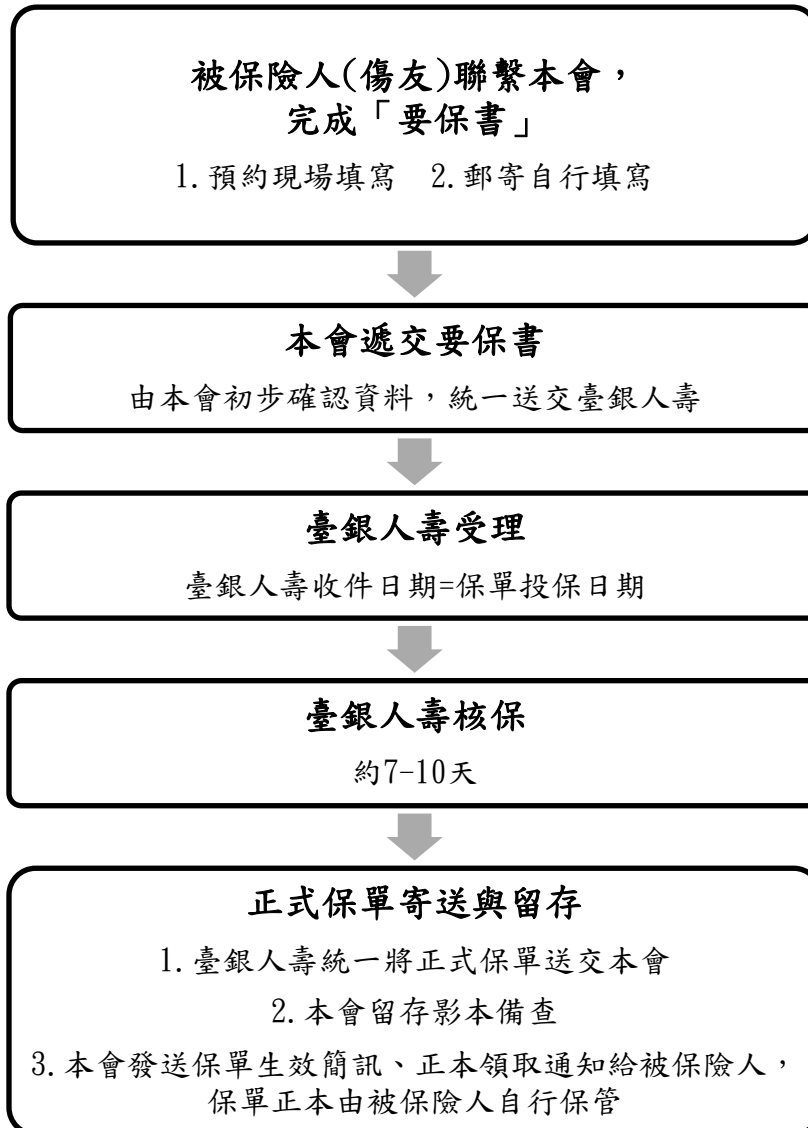 被保險人(傷友)聯繫本會，
完成「要保書」
1.預約現場填寫　2.郵寄自行填寫
本會遞交要保書
由本會初步確認資料，統一送交臺銀人壽
臺銀人壽受理
臺銀人壽收件日期=保單投保日期
臺銀人壽核保
約7-10天
正式保單寄送與留存
1.臺銀人壽統一將正式保單送交本會
2.本會留存影本備查
3.本會發送保單生效簡訊、正本領取通知給被保險人，
保單正本由被保險人自行保管